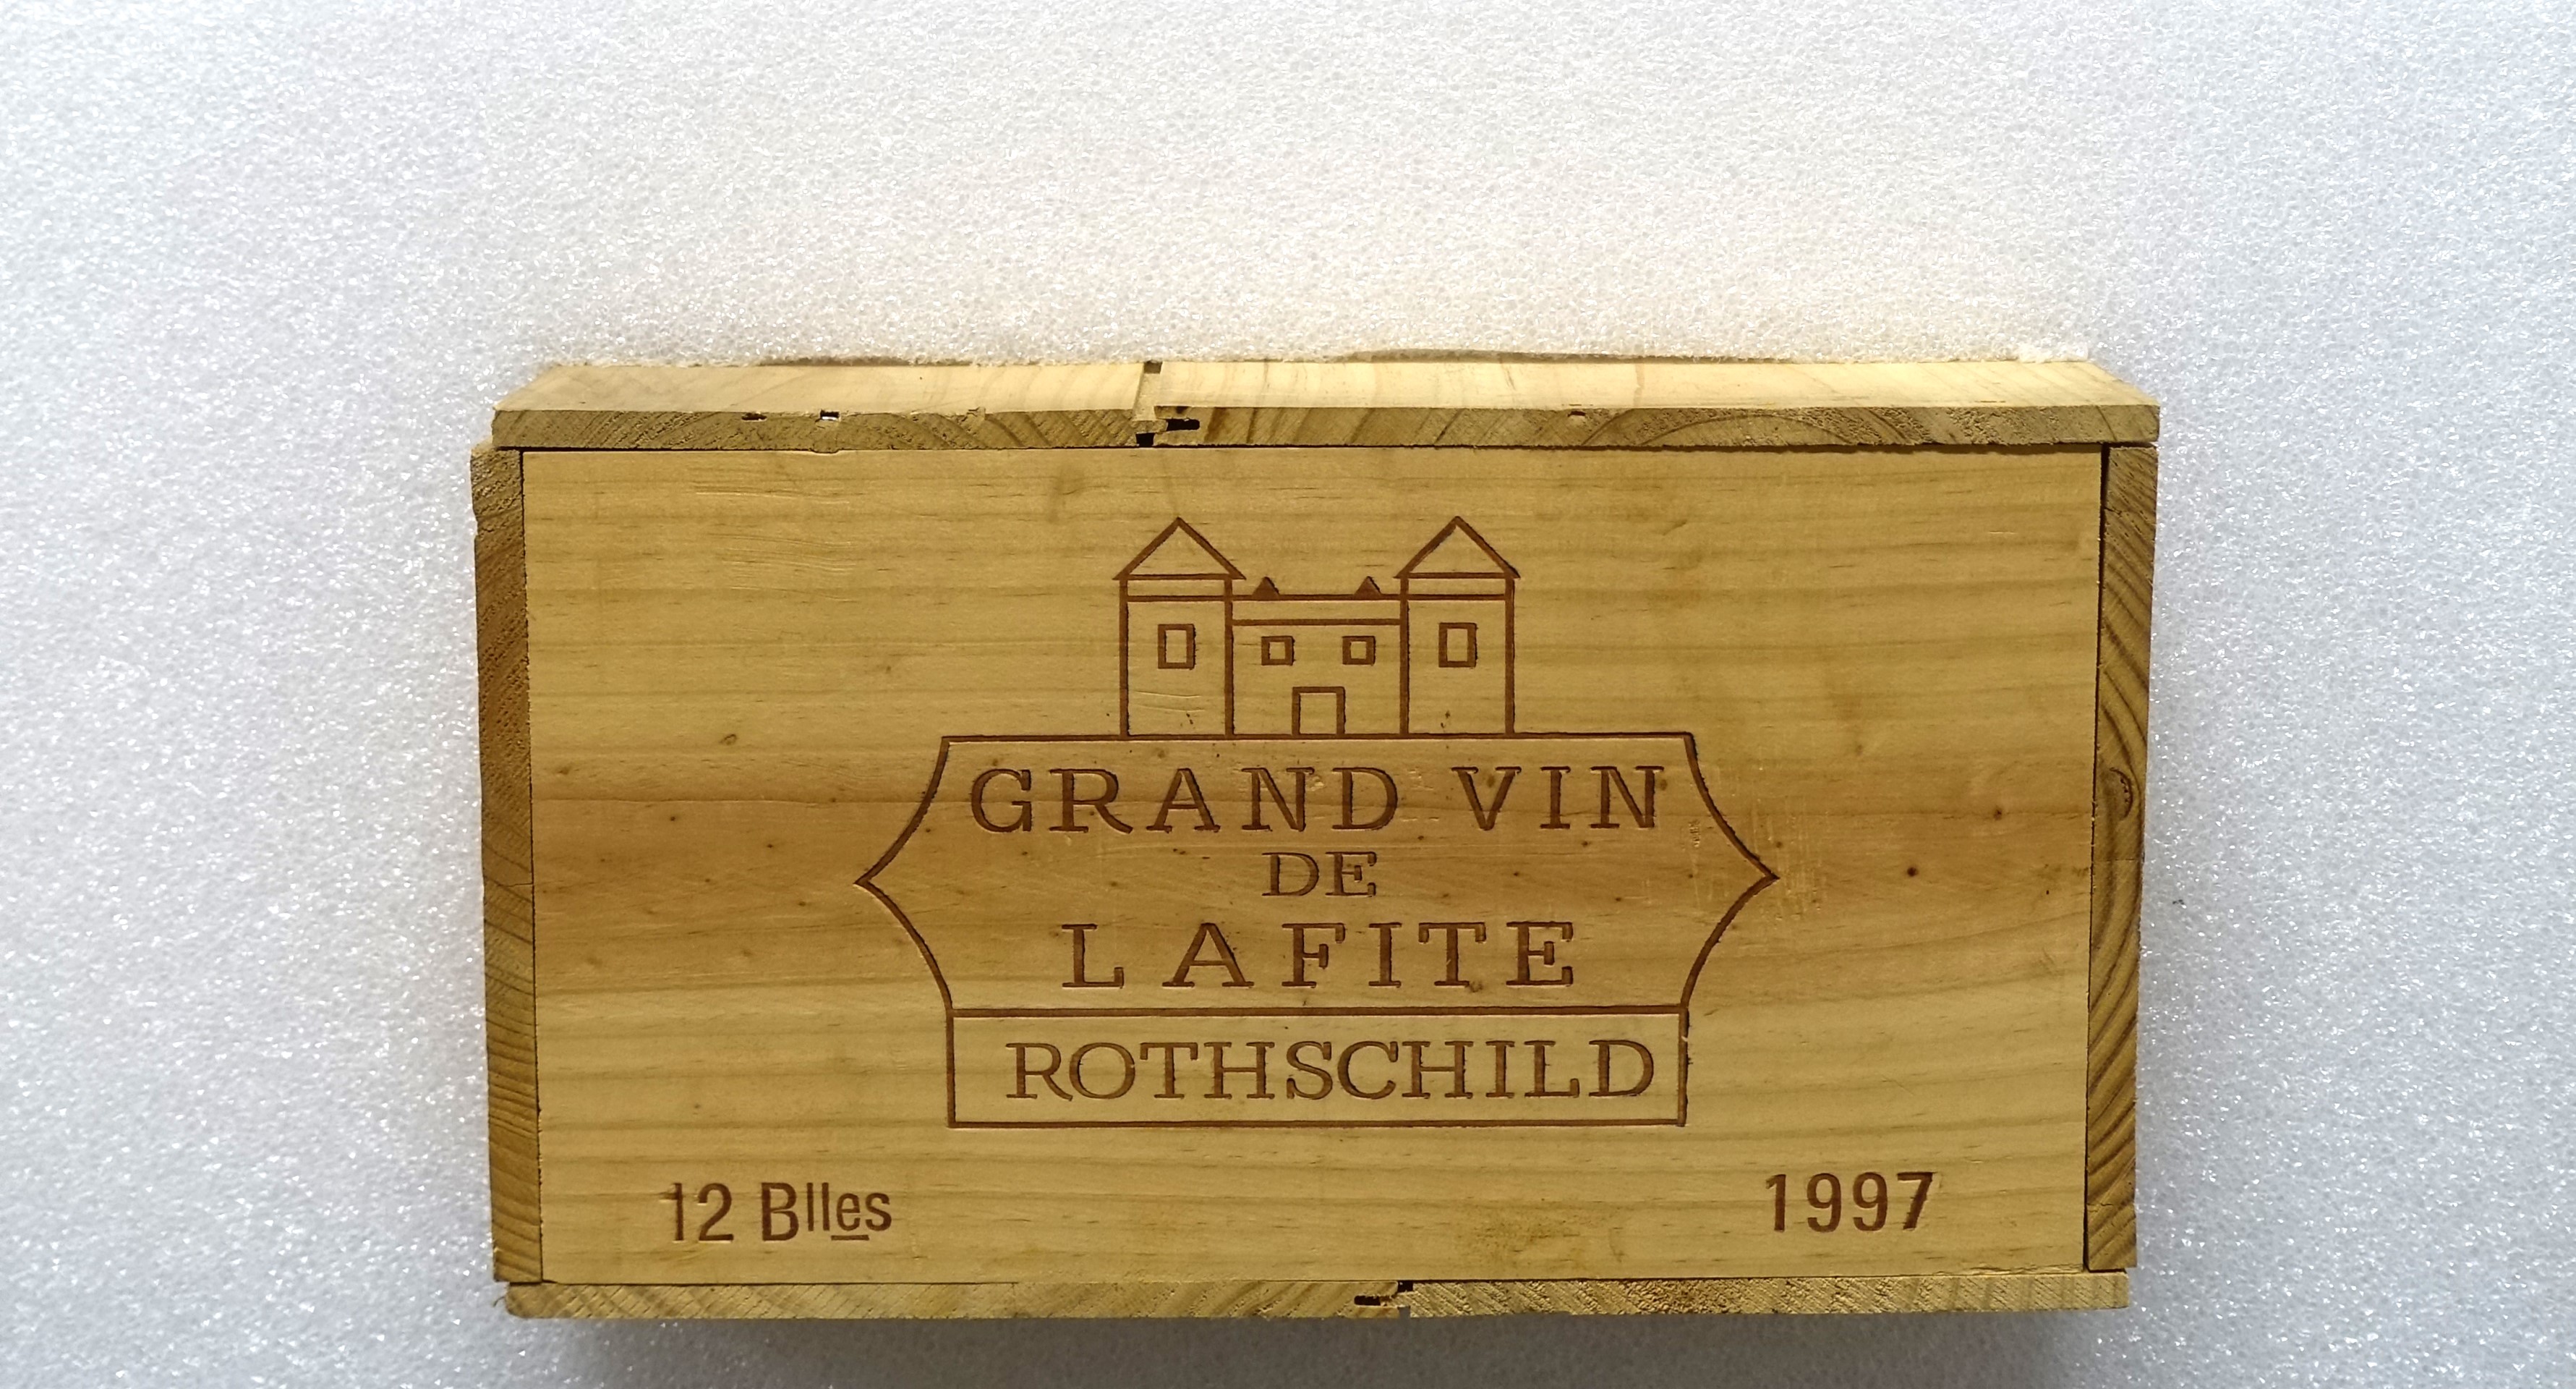 GRAND VIN
DE
LAFITE
ROTHSCHILD
12 Blles
1997